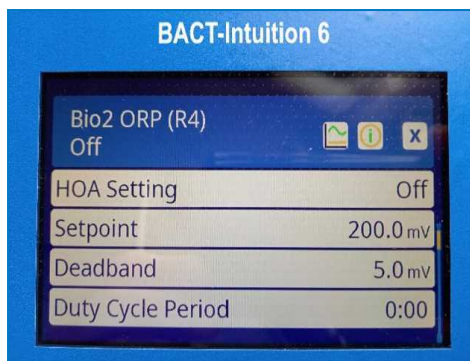 BACT-Intuition 6
Bio2 ORP (R4)
Off
X
HOA Setting Off
Setpoint 200.0 mV
Deadband 5.0 mV
Duty Cycle Period 0:00